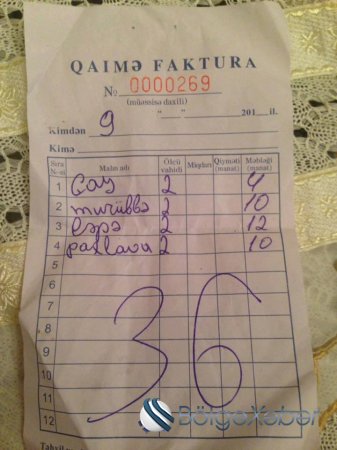 QAİMƏ FAKTURA
№ 0000269
(müəssisə daxili)
Kimdən 9 " " 201 il.
Kimə
Sıra №-si Malın adı Ölçü vahidi Miqdarı Qiyməti (manat) Məbləği (manat)
1 Çay 2 4
2 murübbə 2 10
3 Ləpə 2 12
4 paxlava 2 10
5
6
7
8
9
10
11
12
36
BölgəXəbər